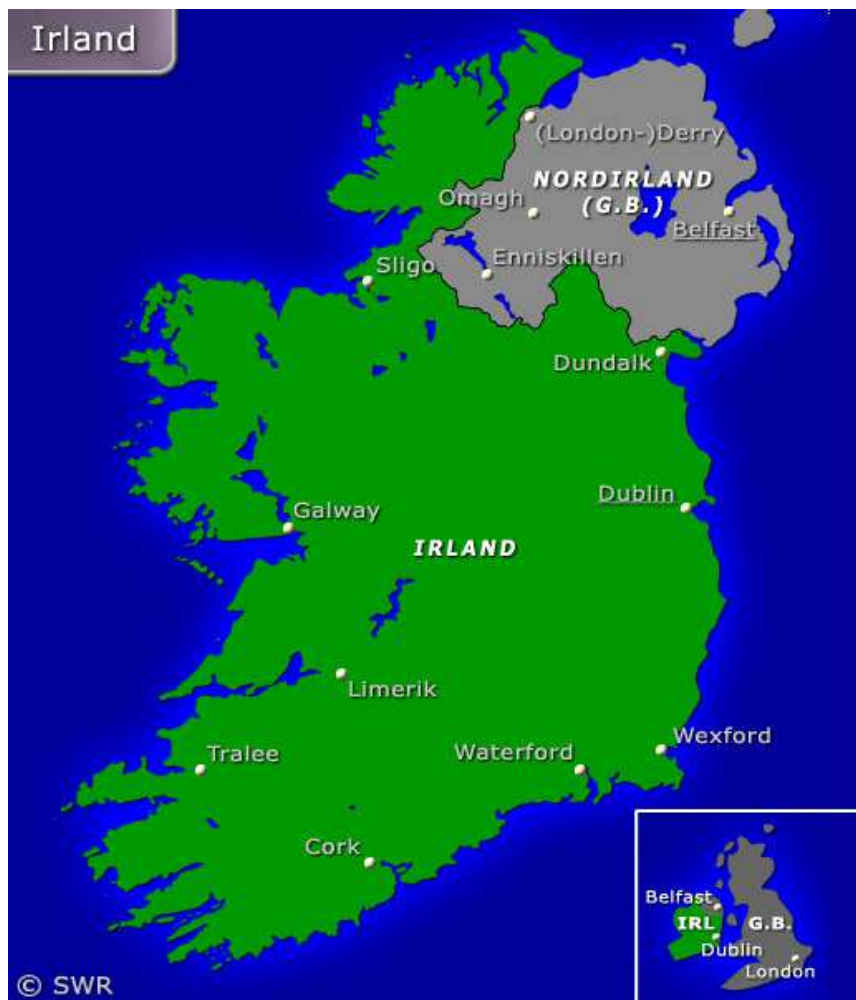 Irland
(London-)Derry
NORDIRLAND
(G.B.)
Omagh
Belfast
Enniskillen
Sligo
Dundalk
Dublin
Galway
IRLAND
Limerik
Wexford
Tralee
Waterford
Cork
Belfast
IRL
G.B.
Dublin
London
© SWR